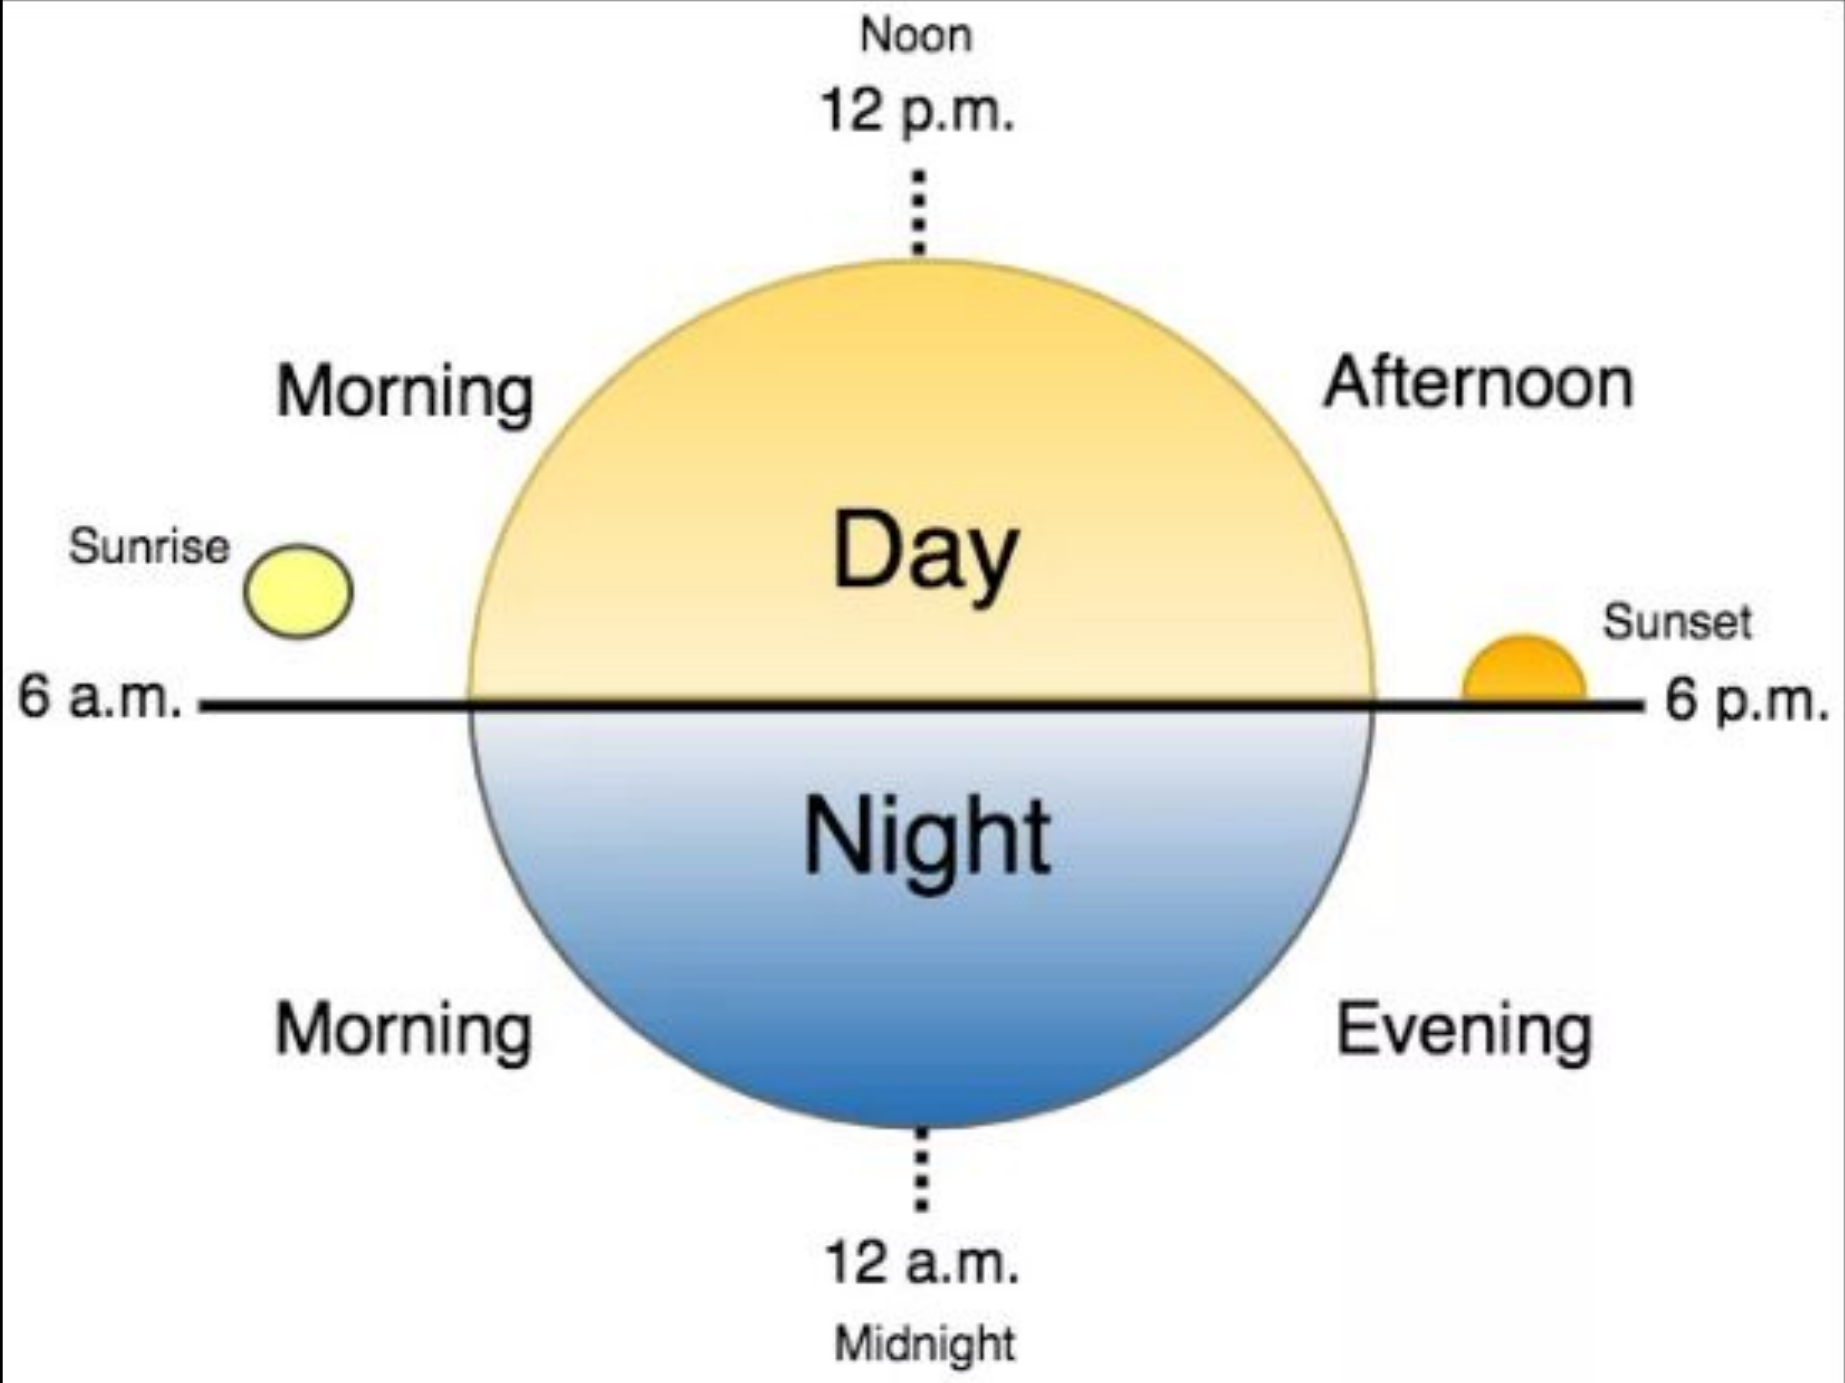 Noon
12 p.m.
Morning
Afternoon
Day
Sunrise
Sunset
6 a.m.
6 p.m.
Night
Morning
Evening
12 a.m.
Midnight